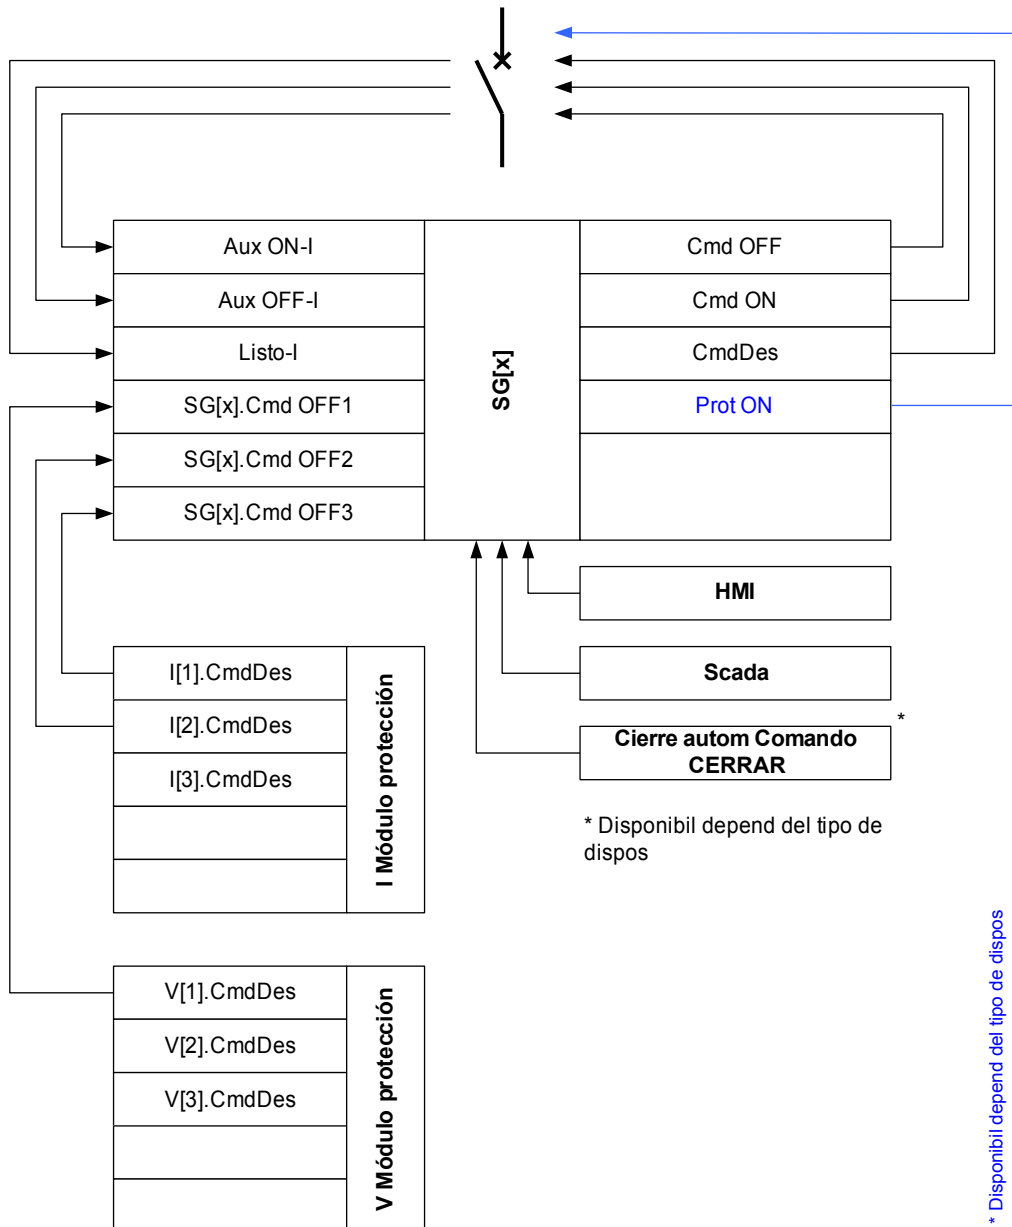 Aux ON-I
Aux OFF-I
Listo-I
SG[x].Cmd OFF1
SG[x].Cmd OFF2
SG[x].Cmd OFF3
SG[x]
Cmd OFF
Cmd ON
CmdDes
Prot ON
HMI
Scada
Cierre autom Comando
CERRAR
*
* Disponibil depend del tipo de
dispos
I[1].CmdDes
I[2].CmdDes
I[3].CmdDes
I Módulo protección
V[1].CmdDes
V[2].CmdDes
V[3].CmdDes
V Módulo protección
* Disponibil depend del tipo de dispos